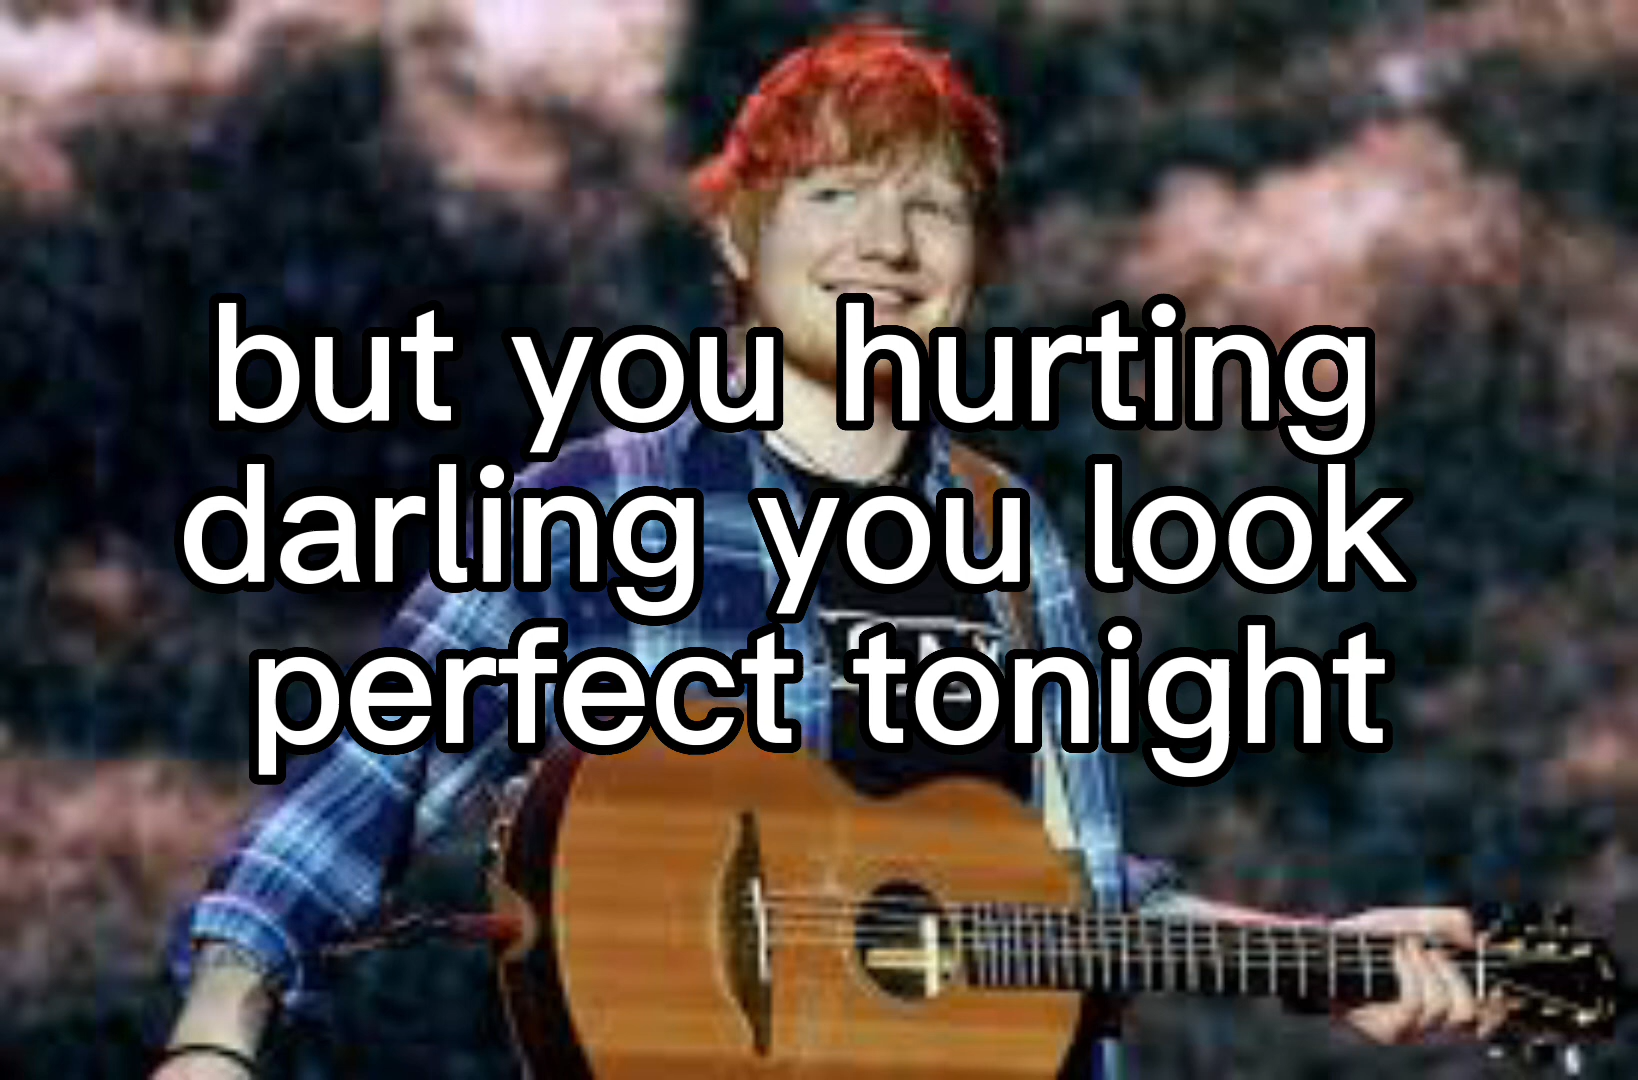 but you hurting
darling you look
perfect tonight